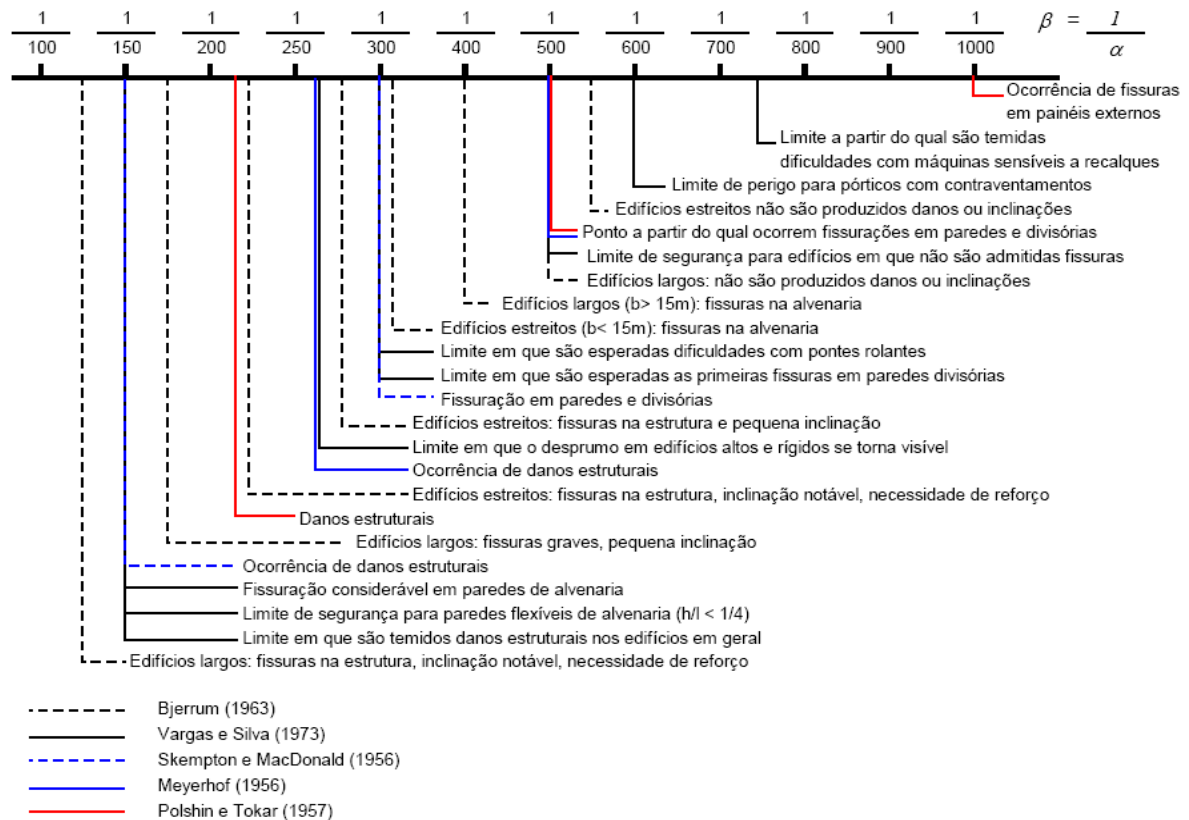 1 1 1 1 1 1 1 1 1 1 1 1 β = 1
100 150 200 250 300 400 500 600 700 800 900 1000 α
Ocorrência de fissuras
em painéis externos
Limite a partir do qual são temidas
dificuldades com máquinas sensíveis a recalques
Limite de perigo para pórticos com contraventamentos
Edifícios estreitos não são produzidos danos ou inclinações
Ponto a partir do qual ocorrem fissurações em paredes e divisórias
Limite de segurança para edifícios em que não são admitidas fissuras
Edifícios largos: não são produzidos danos ou inclinações
Edifícios largos (b> 15m): fissuras na alvenaria
Edifícios estreitos (b< 15m): fissuras na alvenaria
Limite em que são esperadas dificuldades com pontes rolantes
Limite em que são esperadas as primeiras fissuras em paredes divisórias
Fissuração em paredes e divisórias
Edifícios estreitos: fissuras na estrutura e pequena inclinação
Limite em que o desprumo em edifícios altos e rígidos se torna visível
Ocorrência de danos estruturais
Edifícios estreitos: fissuras na estrutura, inclinação notável, necessidade de reforço
Danos estruturais
Edifícios largos: fissuras graves, pequena inclinação
Ocorrência de danos estruturais
Fissuração considerável em paredes de alvenaria
Limite de segurança para paredes flexíveis de alvenaria (h/l < 1/4)
Limite em que são temidos danos estruturais nos edifícios em geral
Edifícios largos: fissuras na estrutura, inclinação notável, necessidade de reforço
Bjerrum (1963)
Vargas e Silva (1973)
Skempton e MacDonald (1956)
Meyerhof (1956)
Polshin e Tokar (1957)